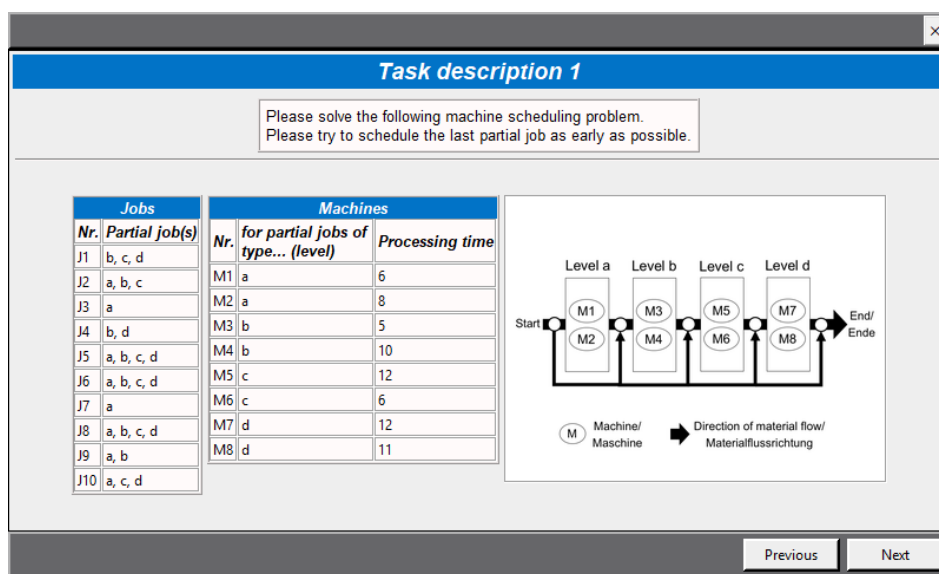 Task description 1
Please solve the following machine scheduling problem.
Please try to schedule the last partial job as early as possible.
Jobs
Nr. Partial job(s)
J1 b, c, d
J2 a, b, c
J3 a
J4 b, d
J5 a, b, c, d
J6 a, b, c, d
J7 a
J8 a, b, c, d
J9 a, b
J10 a, c, d
Machines
Nr. for partial jobs of type... (level) Processing time
M1 a 6
M2 a 8
M3 b 5
M4 b 10
M5 c 12
M6 c 6
M7 d 12
M8 d 11
Level a Level b Level c Level d
M1 M3 M5 M7
Start End/
M2 M4 M6 M8 Ende
M Machine/
Maschine
Direction of material flow/
Materialflussrichtung
Previous Next